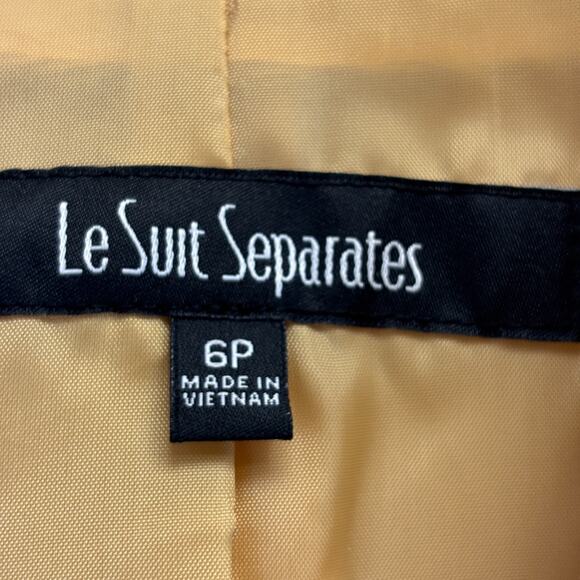 Le Suit Separates
6P
MADE IN
VIETNAM